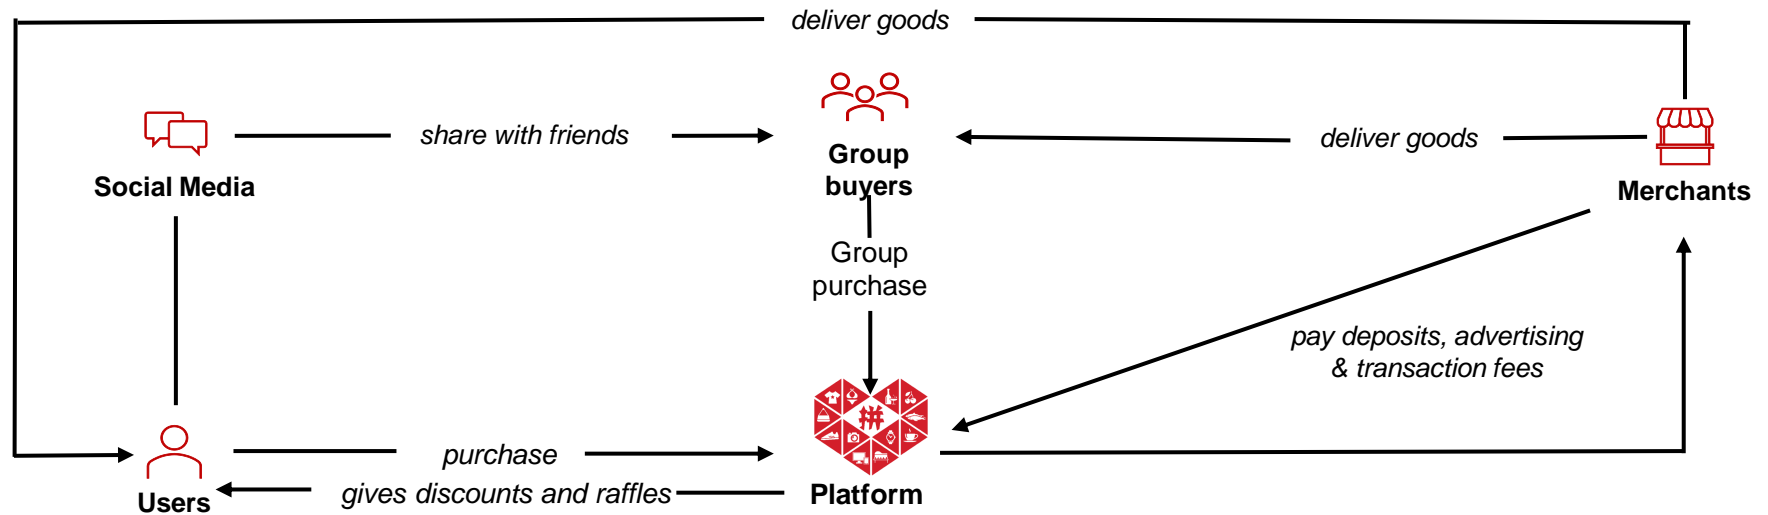 deliver goods
share with friends
deliver goods
Group
buyers
Social Media
Merchants
Group
purchase
pay deposits, advertising
& transaction fees
拼
purchase
gives discounts and raffles
Platform
Users